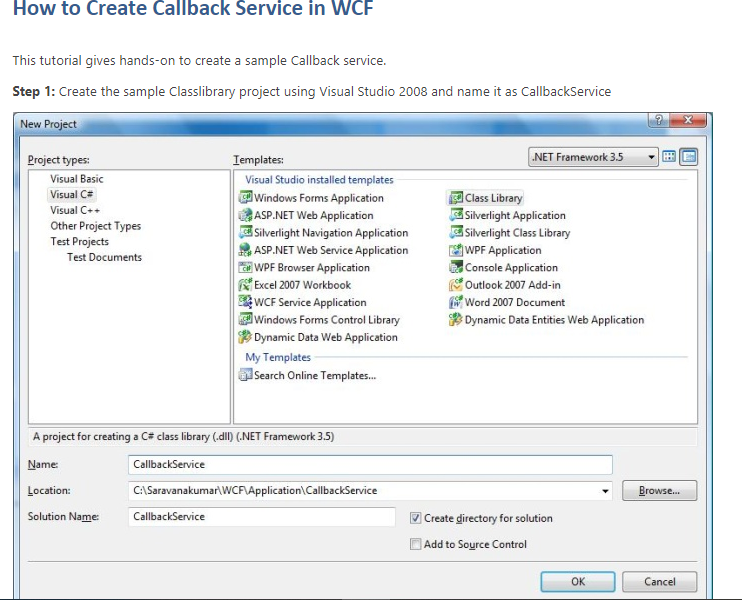 How to Create Callback Service in WCF
This tutorial gives hands-on to create a sample Callback service.
Step 1: Create the sample Classlibrary project using Visual Studio 2008 and name it as CallbackService
New Project
Project types:
Templates:
.NET Framework 3.5
Visual Basic
Visual C#
Visual C++
Other Project Types
Test Projects
Test Documents
Visual Studio installed templates
Windows Forms Application
Class Library
ASP.NET Web Application
Silverlight Application
Silverlight Navigation Application
Silverlight Class Library
ASP.NET Web Service Application
WPF Application
WPF Browser Application
Console Application
Excel 2007 Workbook
Outlook 2007 Add-in
WCF Service Application
Word 2007 Document
Windows Forms Control Library
Dynamic Data Entities Web Application
Dynamic Data Web Application
My Templates
Search Online Templates...
A project for creating a C# class library (.dll) (.NET Framework 3.5)
Name:
CallbackService
Location:
C:\Saravanakumar\WCF\Application\CallbackService
Browse...
Solution Name:
CallbackService
Create directory for solution
Add to Source Control
OK
Cancel